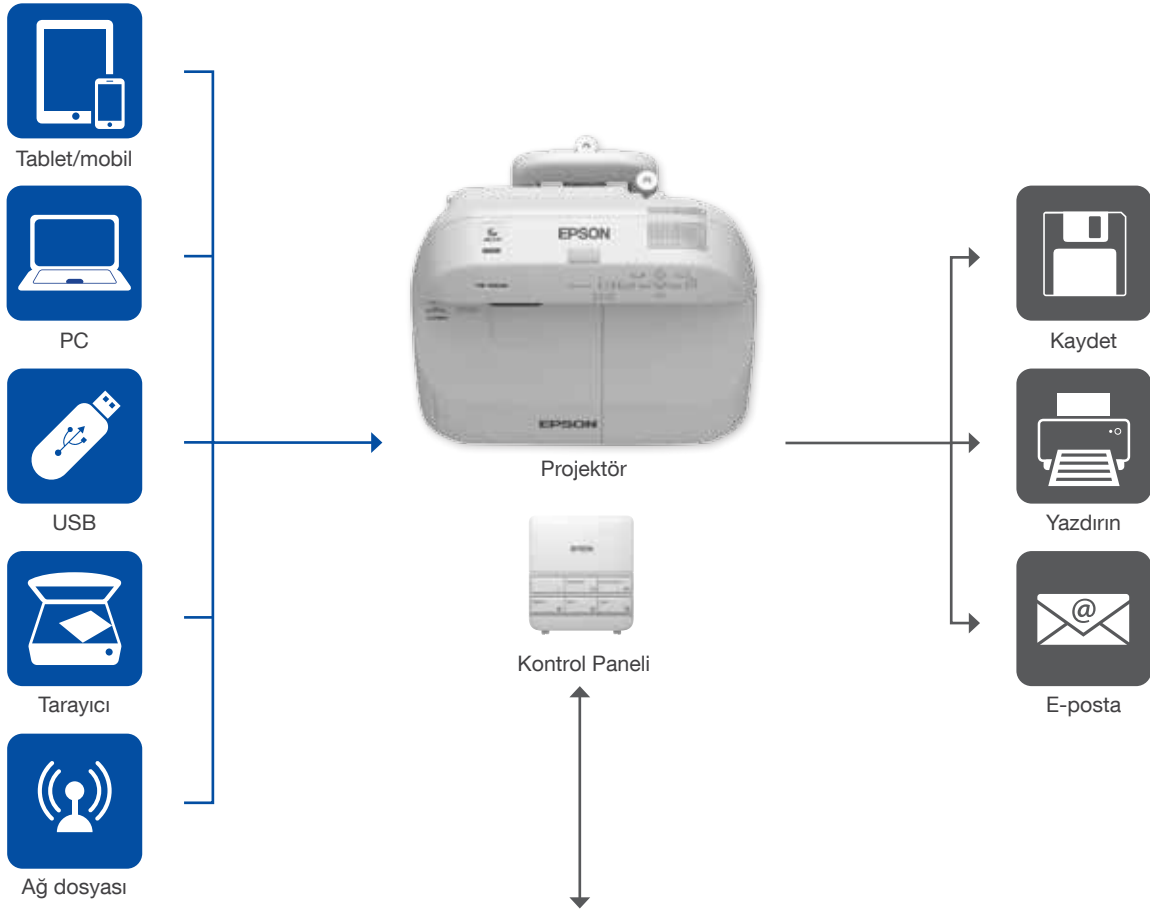 Tablet/mobil
PC
USB
Tarayıcı
Ağ dosyası
EPSON
EPSON
Projektör
EPSON
Kontrol Paneli
Kaydet
Yazdırın
@
E-posta